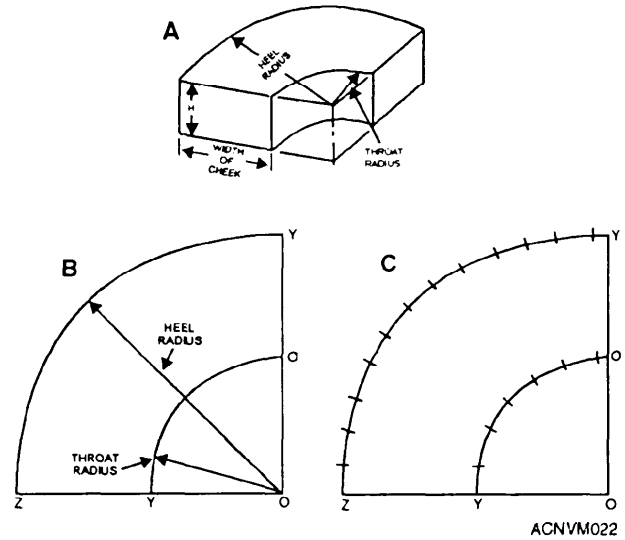 A
HEEL
RADIUS
H
WIDTH
OF
CHEEK
THROAT
RADIUS
B
Y
HEEL
RADIUS
O
THROAT
RADIUS
Z
Y
O
C
Y
O
Z
Y
O
ACNVM022